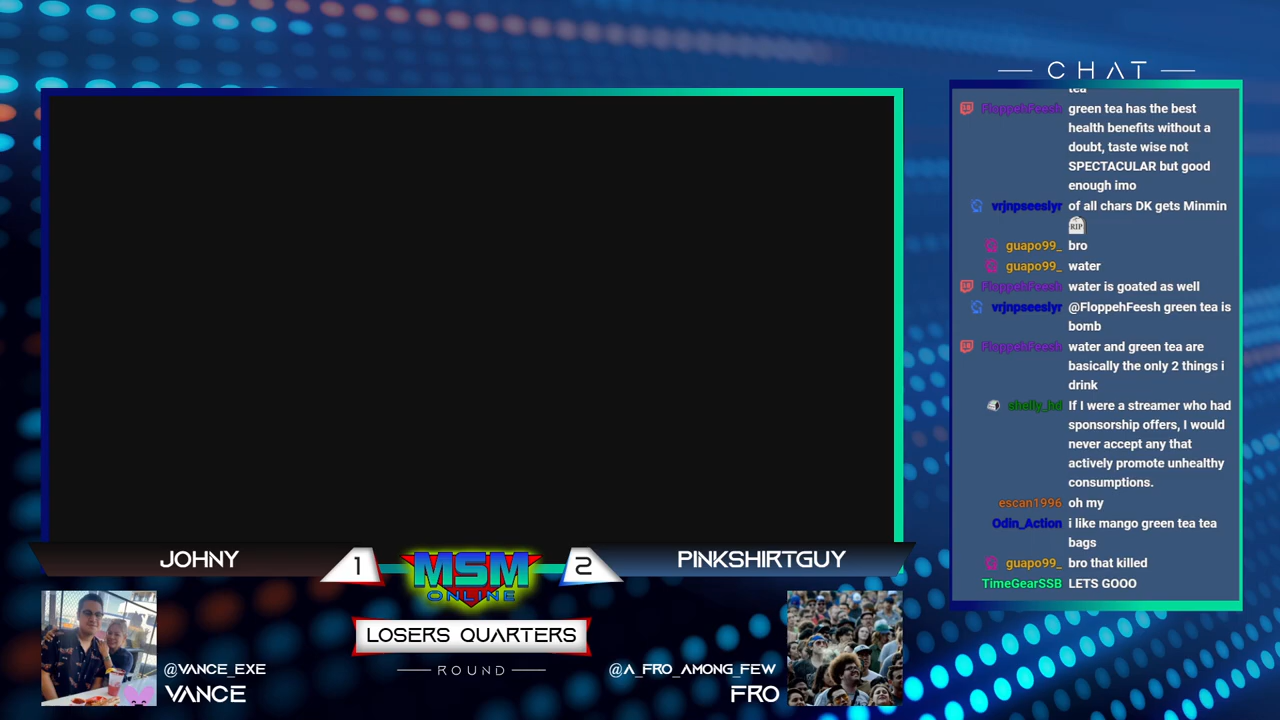 CHAT
tea
FloppehFeesh green tea has the best
health benefits without a
doubt, taste wise not
SPECTACULAR but good
enough imo
vrjnpseeslyr of all chars DK gets Minmin
RIP
guapo99_ bro
guapo99_ water
FloppehFeesh water is goated as well
vrjnpseeslyr @FloppehFeesh green tea is
bomb
FloppehFeesh water and green tea are
basically the only 2 things i
drink
shelly_hd If I were a streamer who had
sponsorship offers, I would
never accept any that
actively promote unhealthy
consumptions.
escan1996 oh my
Odin_Action i like mango green tea tea
bags
guapo99_ bro that killed
TimeGearSSB LETS GOOO
JOHNY 1 MSM 2 PINKSHIRTGUY
ONLINE
LOSERS QUARTERS
ROUND
@VANCE_EXE
VANCE
@A_FRO_AMONG_FEW
FRO